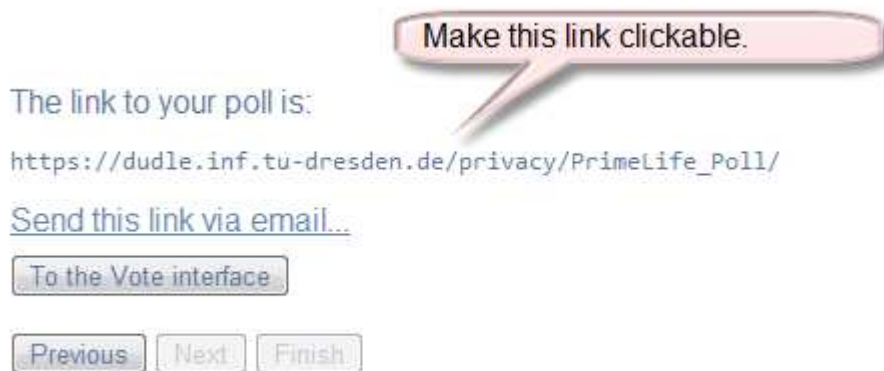 Make this link clickable.
The link to your poll is:
https://dudle.inf.tu-dresden.de/privacy/PrimeLife_Poll/
Send this link via email...
To the Vote interface
Previous Next Finish